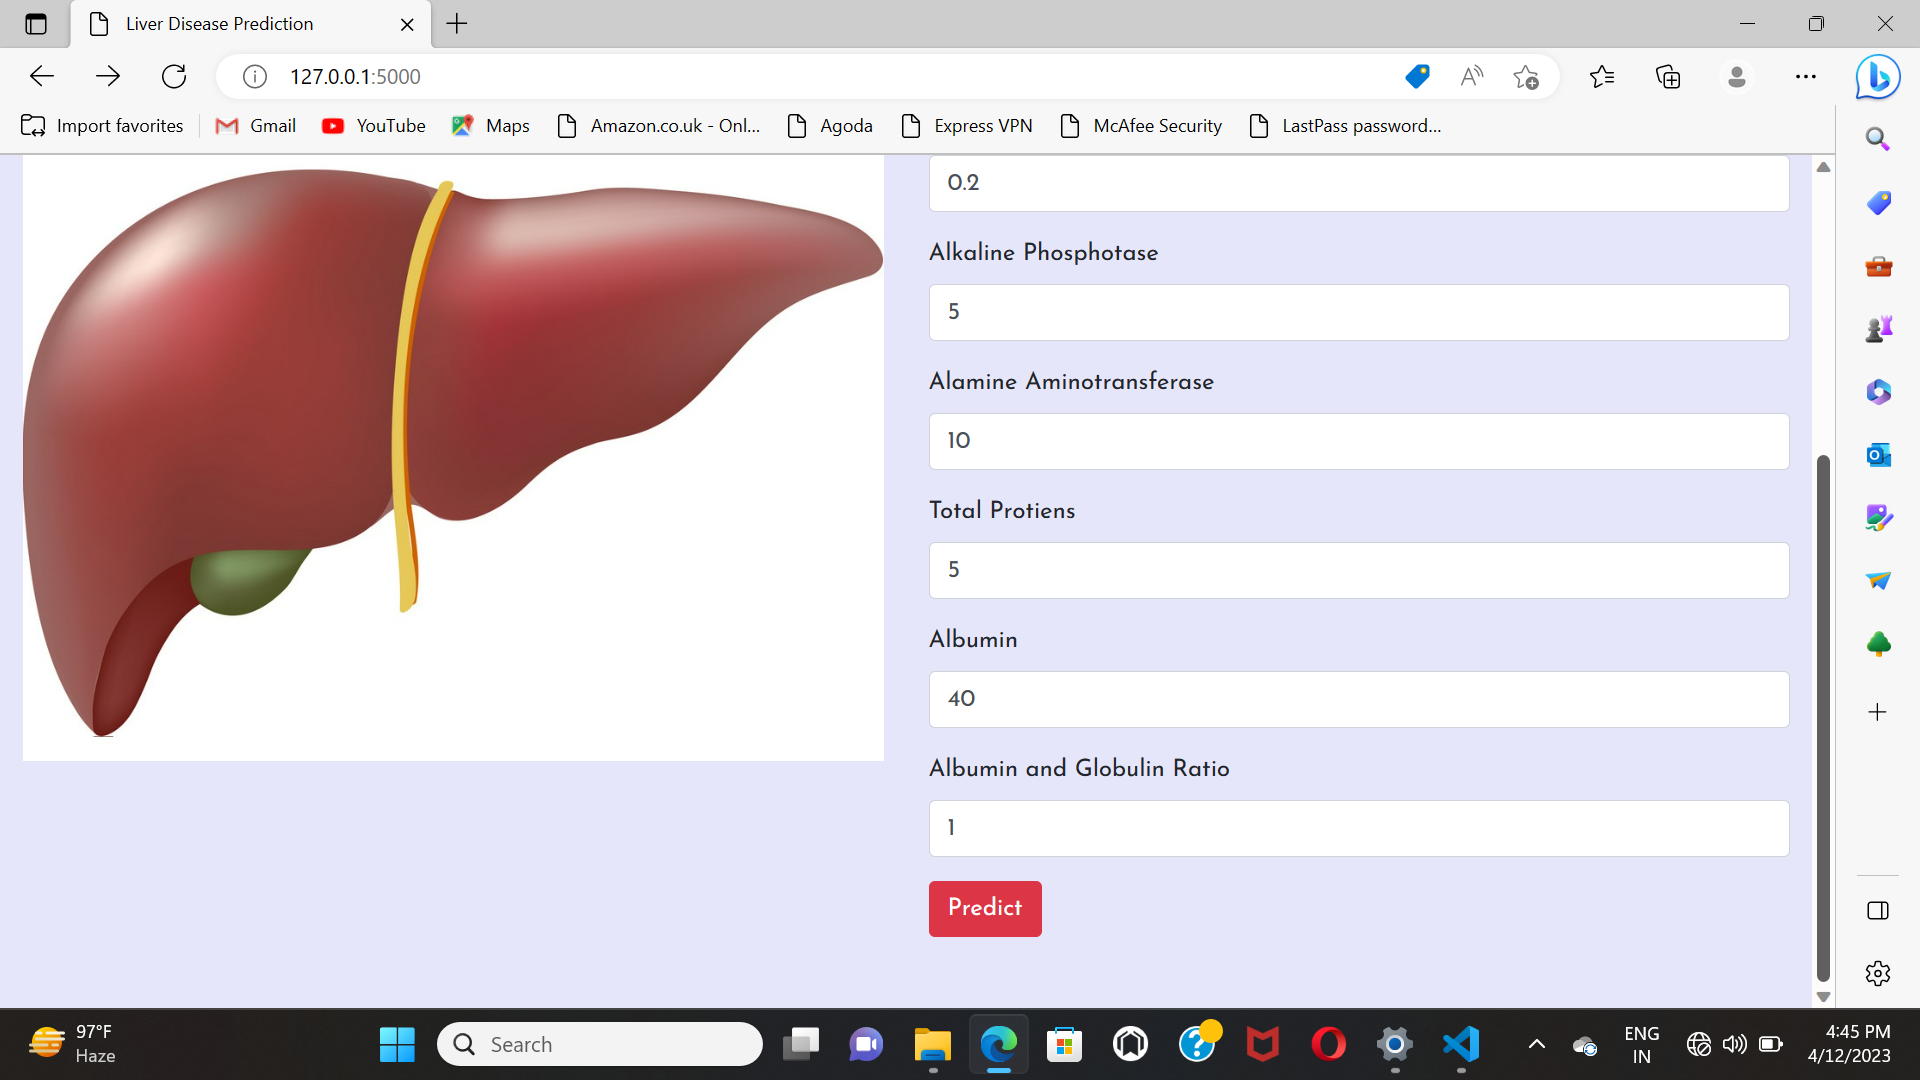 Liver Disease Prediction
127.0.0.1:5000
Import favorites
Gmail
YouTube
Maps
Amazon.co.uk - Onl...
Agoda
Express VPN
McAfee Security
LastPass password...
0.2
Alkaline Phosphotase
5
Alamine Aminotransferase
10
Total Protiens
5
Albumin
40
Albumin and Globulin Ratio
1
Predict
97°F
Haze
Search
ENG
IN
4:45 PM
4/12/2023